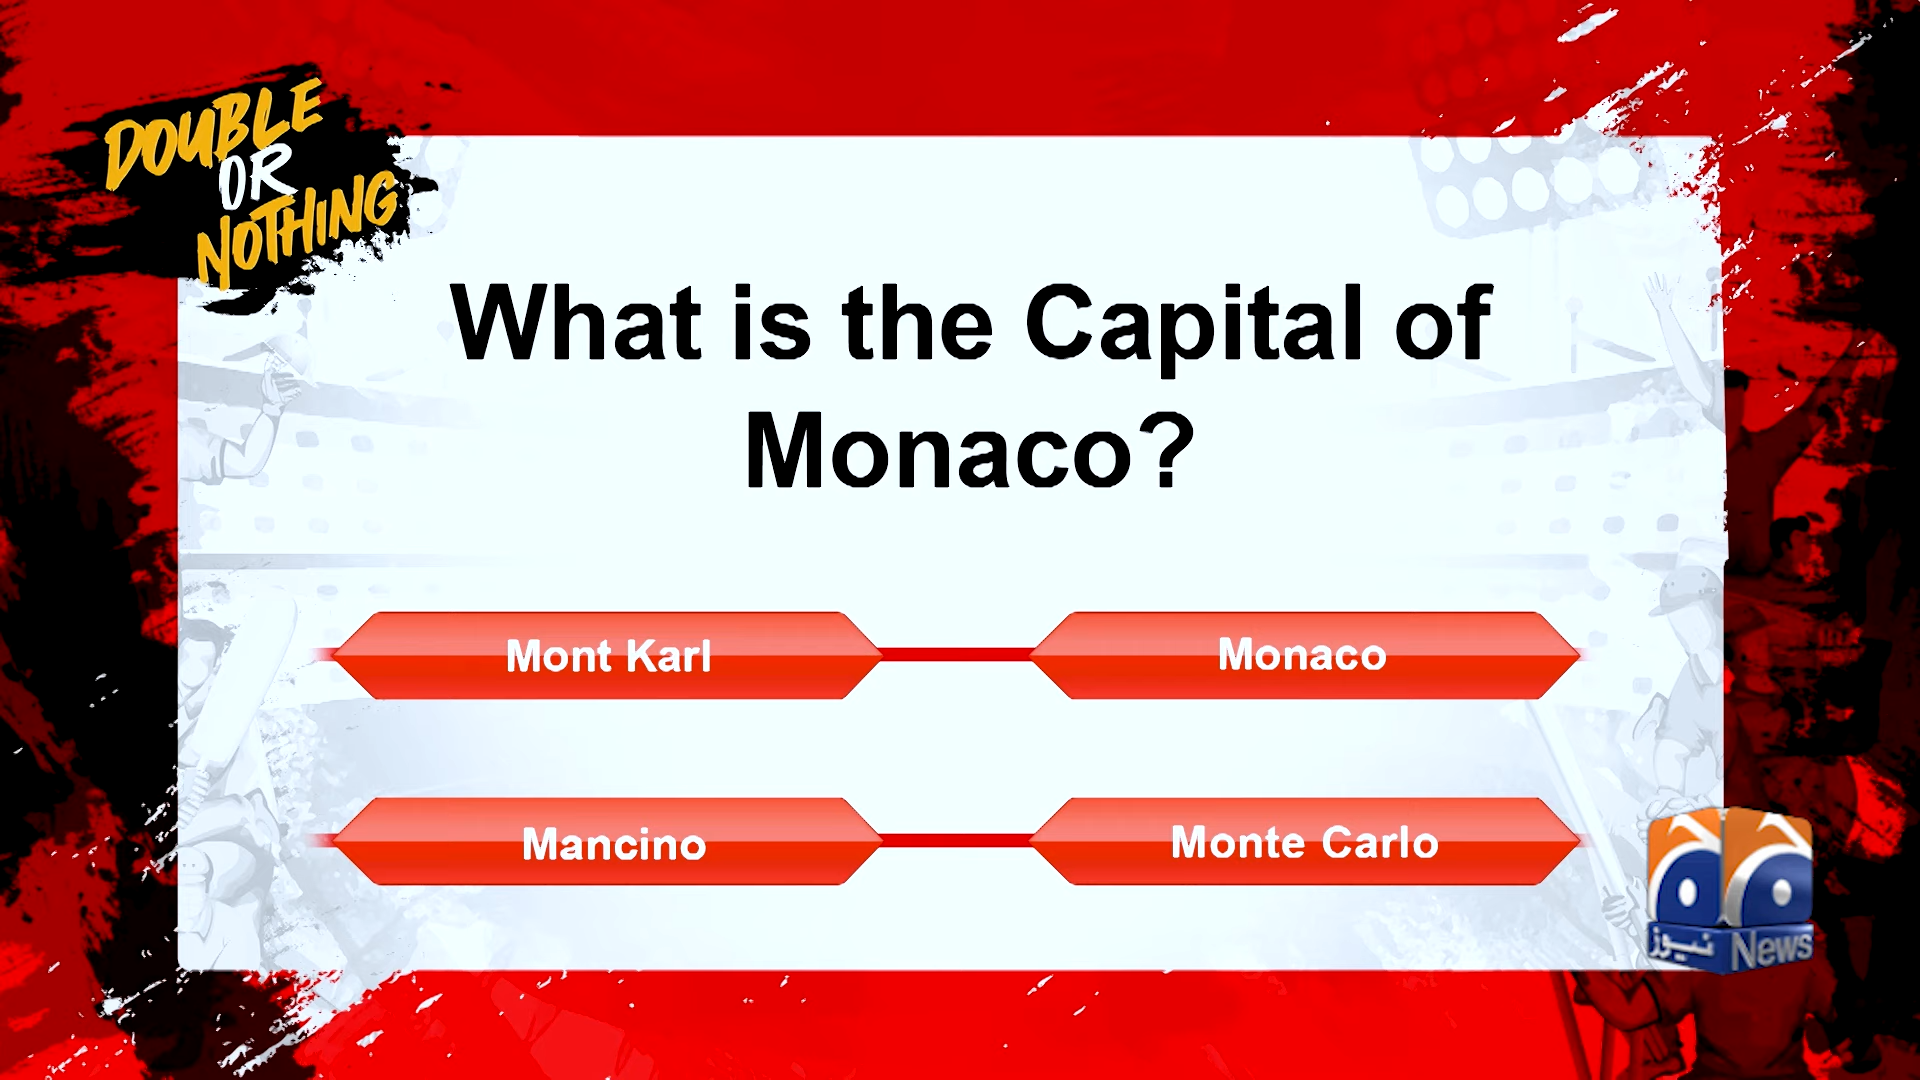 DOUBLE
OR
NOTHING
What is the Capital of
Monaco?
Mont Karl
Monaco
Mancino
Monte Carlo
نیوز News